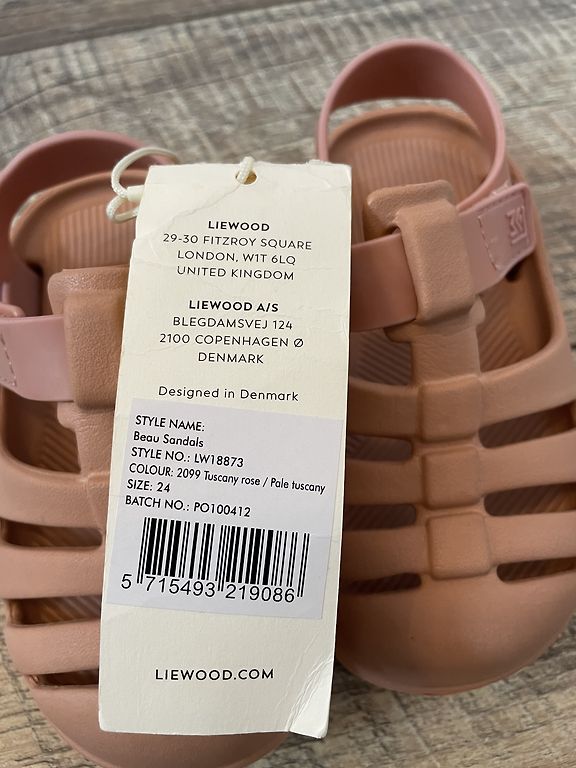 LIEWOOD
29-30 FITZROY SQUARE
LONDON, W1T 6LQ
UNITED KINGDOM
LIEWOOD A/S
BLEGDAMSVEJ 124
2100 COPENHAGEN Ø
DENMARK
Designed in Denmark
STYLE NAME:
Beau Sandals
STYLE NO.: LW18873
COLOUR: 2099 Tuscany rose / Pale tuscany
SIZE: 24
BATCH NO.: PO100412
5 715493 219086
LIEWOOD.COM